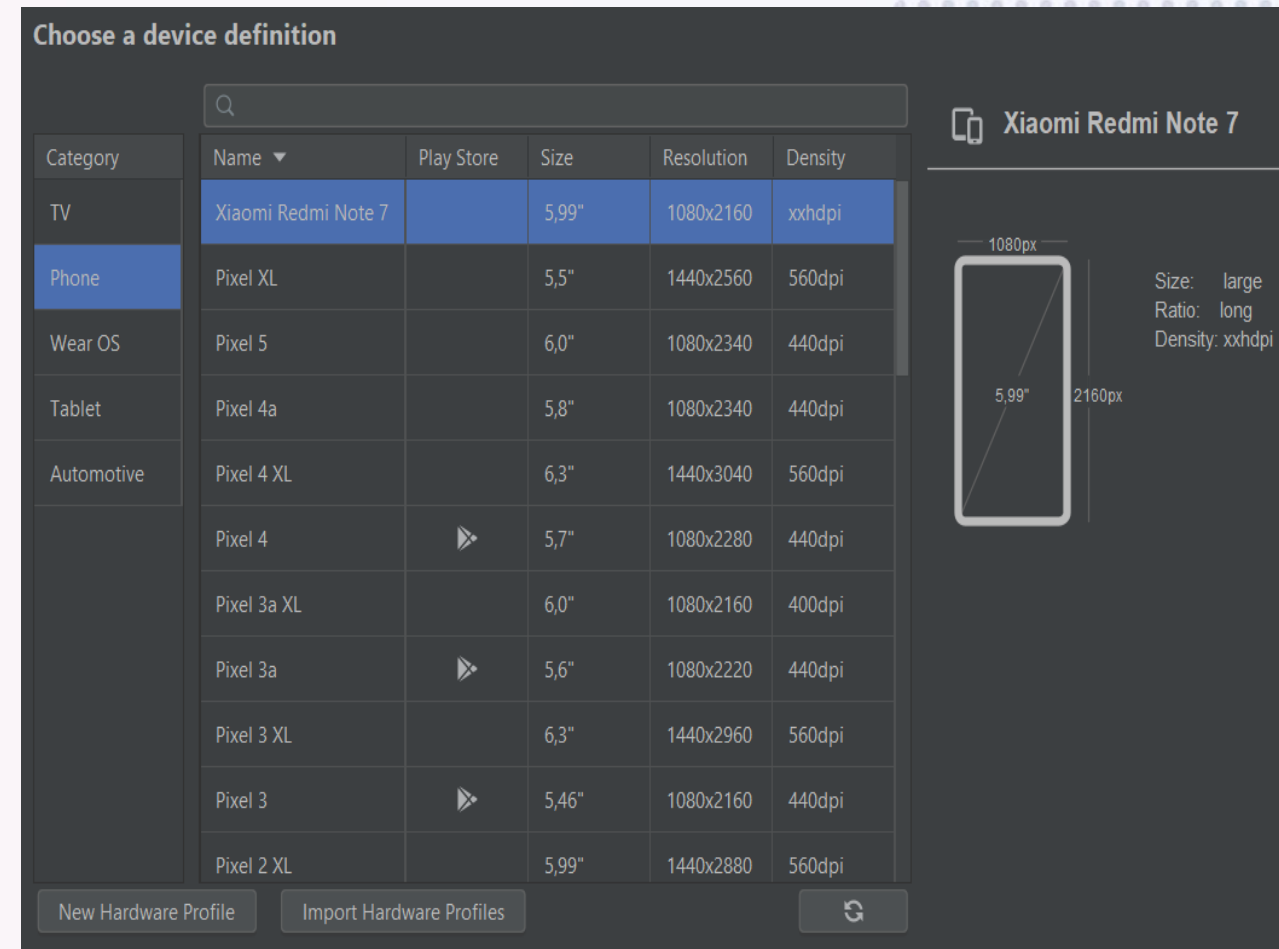 Choose a device definition
Category
TV
Phone
Wear OS
Tablet
Automotive
Name Play Store Size Resolution Density
Xiaomi Redmi Note 7 5,99" 1080x2160 xxhdpi
Pixel XL 5,5" 1440x2560 560dpi
Pixel 5 6,0" 1080x2340 440dpi
Pixel 4a 5,8" 1080x2340 440dpi
Pixel 4 XL 6,3" 1440x3040 560dpi
Pixel 4 5,7" 1080x2280 440dpi
Pixel 3a XL 6,0" 1080x2160 400dpi
Pixel 3a 5,6" 1080x2220 440dpi
Pixel 3 XL 6,3" 1440x2960 560dpi
Pixel 3 5,46" 1080x2160 440dpi
Pixel 2 XL 5,99" 1440x2880 560dpi
New Hardware Profile Import Hardware Profiles
Xiaomi Redmi Note 7
1080px
5,99" 2160px
Size: large
Ratio: long
Density: xxhdpi